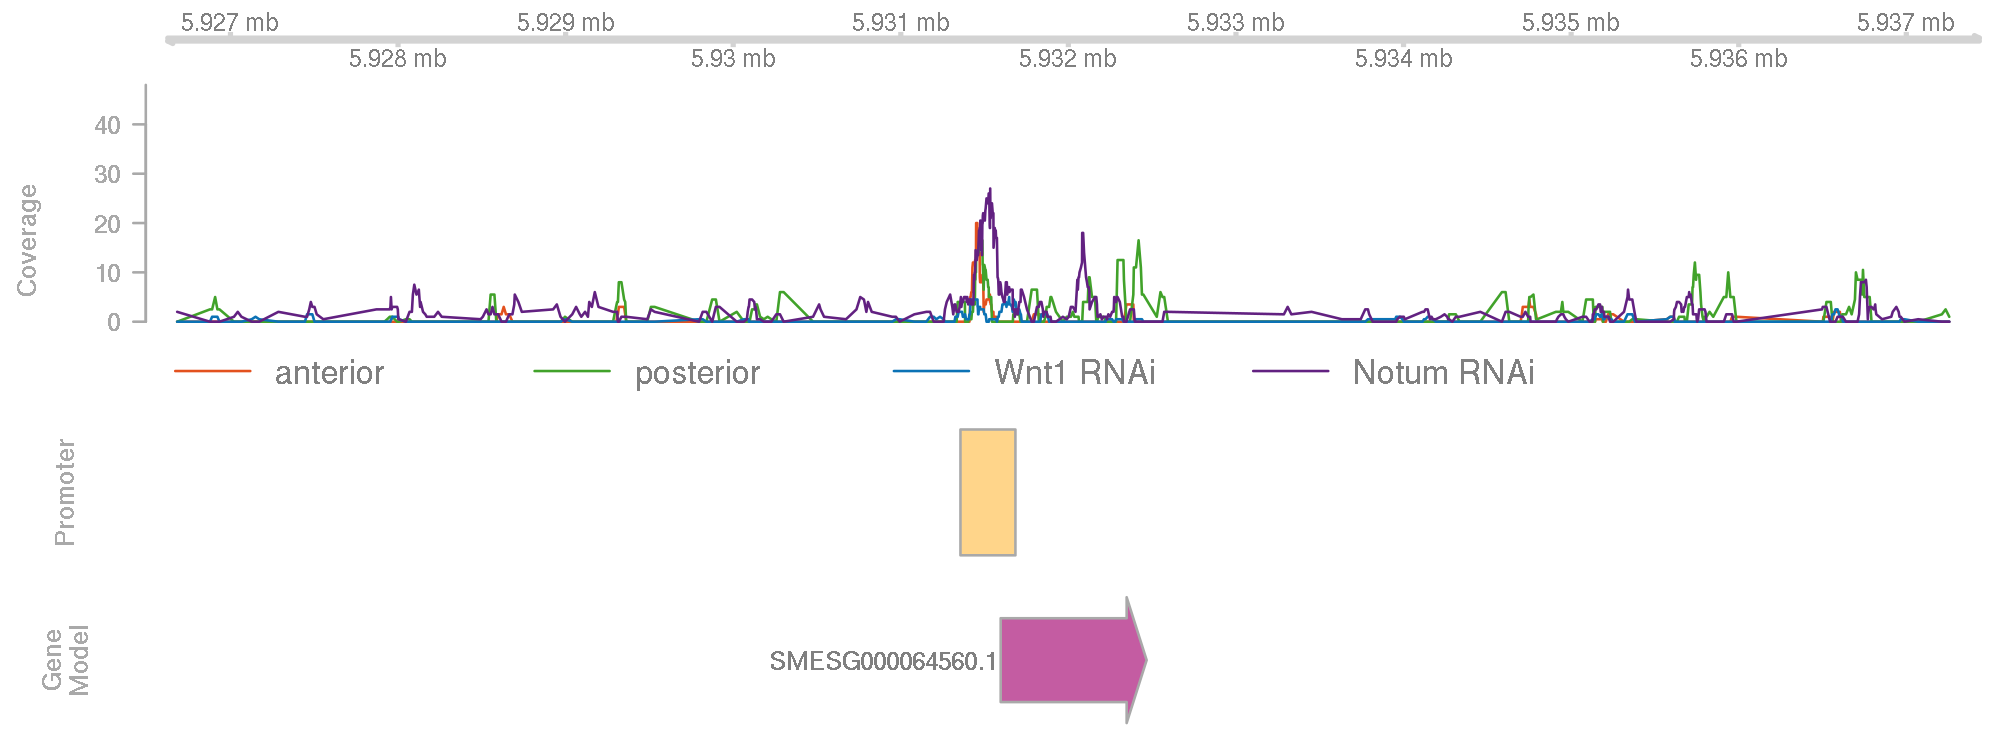 5.927 mb 5.929 mb 5.931 mb 5.933 mb 5.935 mb 5.937 mb
5.928 mb 5.93 mb 5.932 mb 5.934 mb 5.936 mb
Coverage
40
30
20
10
0
anterior posterior Wnt1 RNAi Notum RNAi
Promoter
Gene
Model
SMESG000064560.1